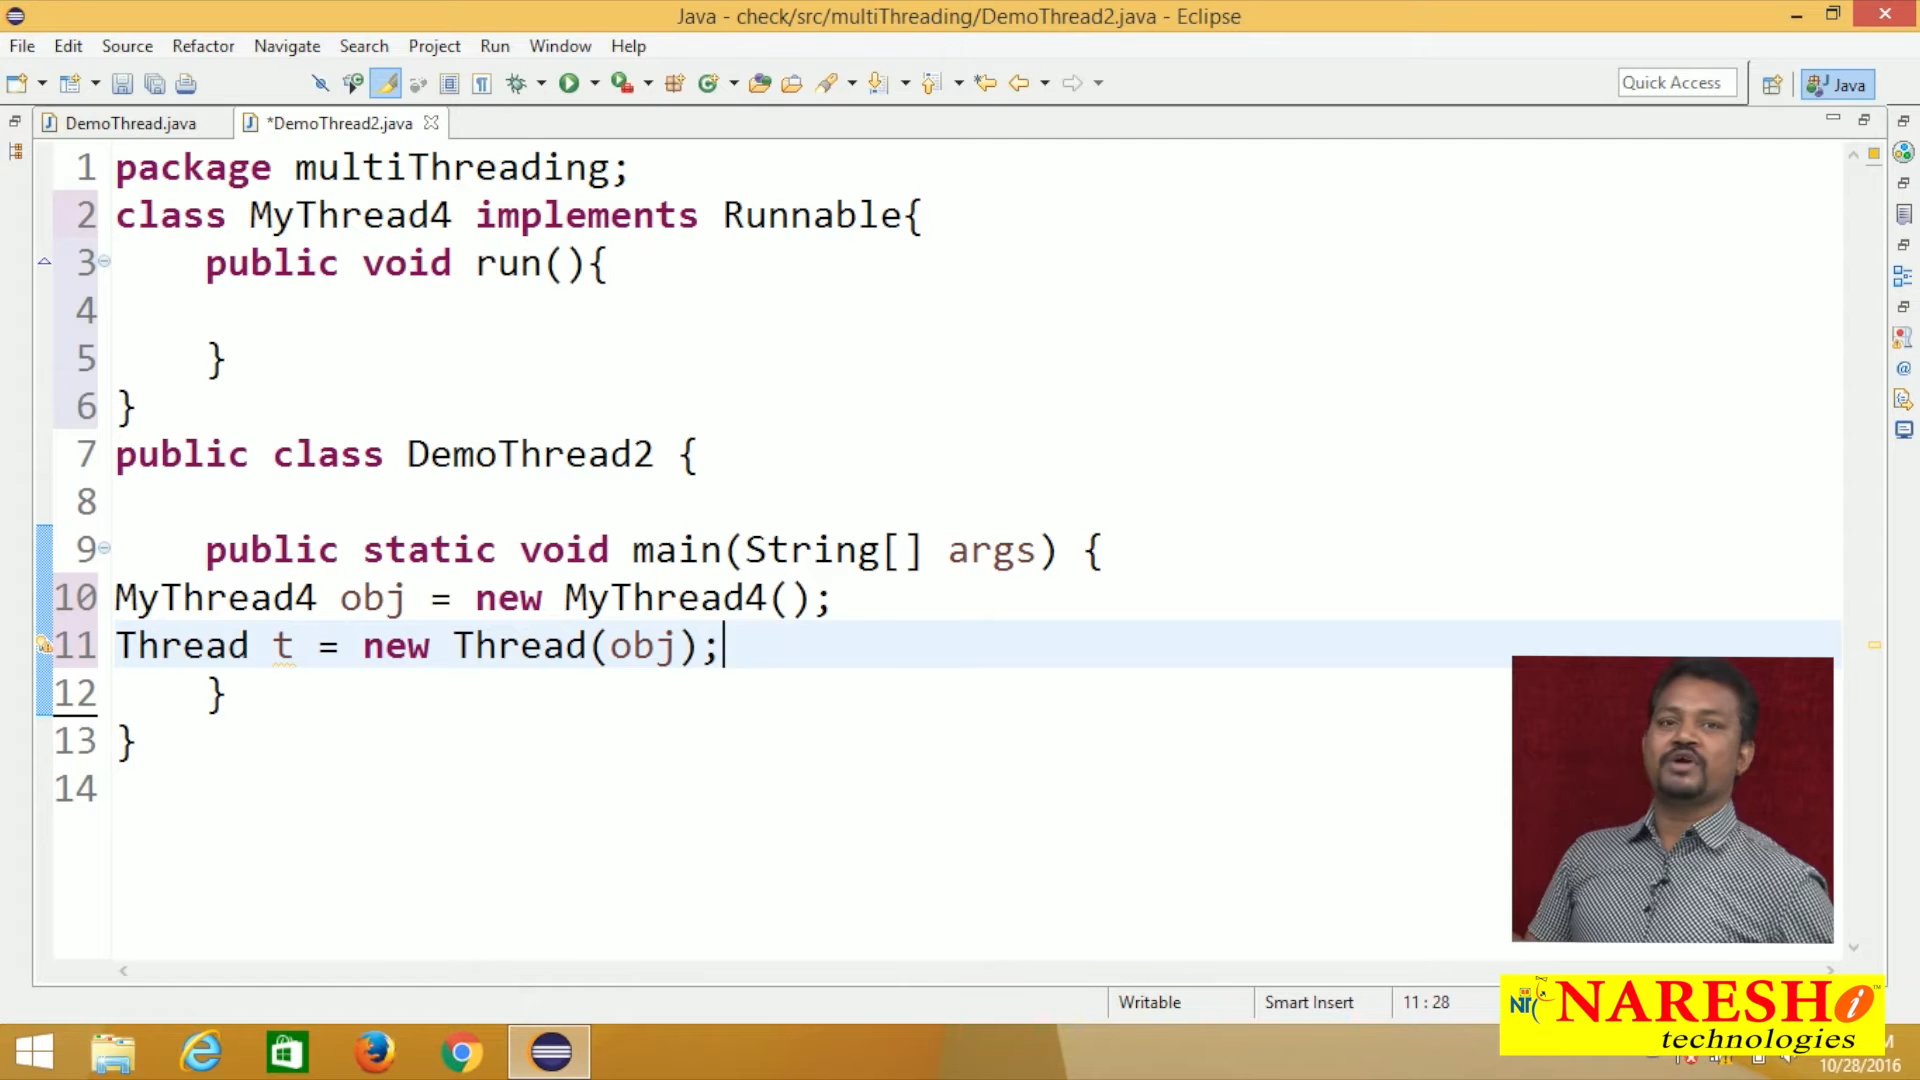 Java - check/src/multiThreading/DemoThread2.java - Eclipse
File Edit Source Refactor Navigate Search Project Run Window Help
Quick Access
Java
DemoThread.java
*DemoThread2.java
1 package multiThreading;
2 class MyThread4 implements Runnable{
3 public void run(){
4
5 }
6 }
7 public class DemoThread2 {
8
9 public static void main(String[] args) {
10 MyThread4 obj = new MyThread4();
11 Thread t = new Thread(obj);
12 }
13 }
14
Writable
Smart Insert
11 : 28
NARESH i
technologies
10/28/2016